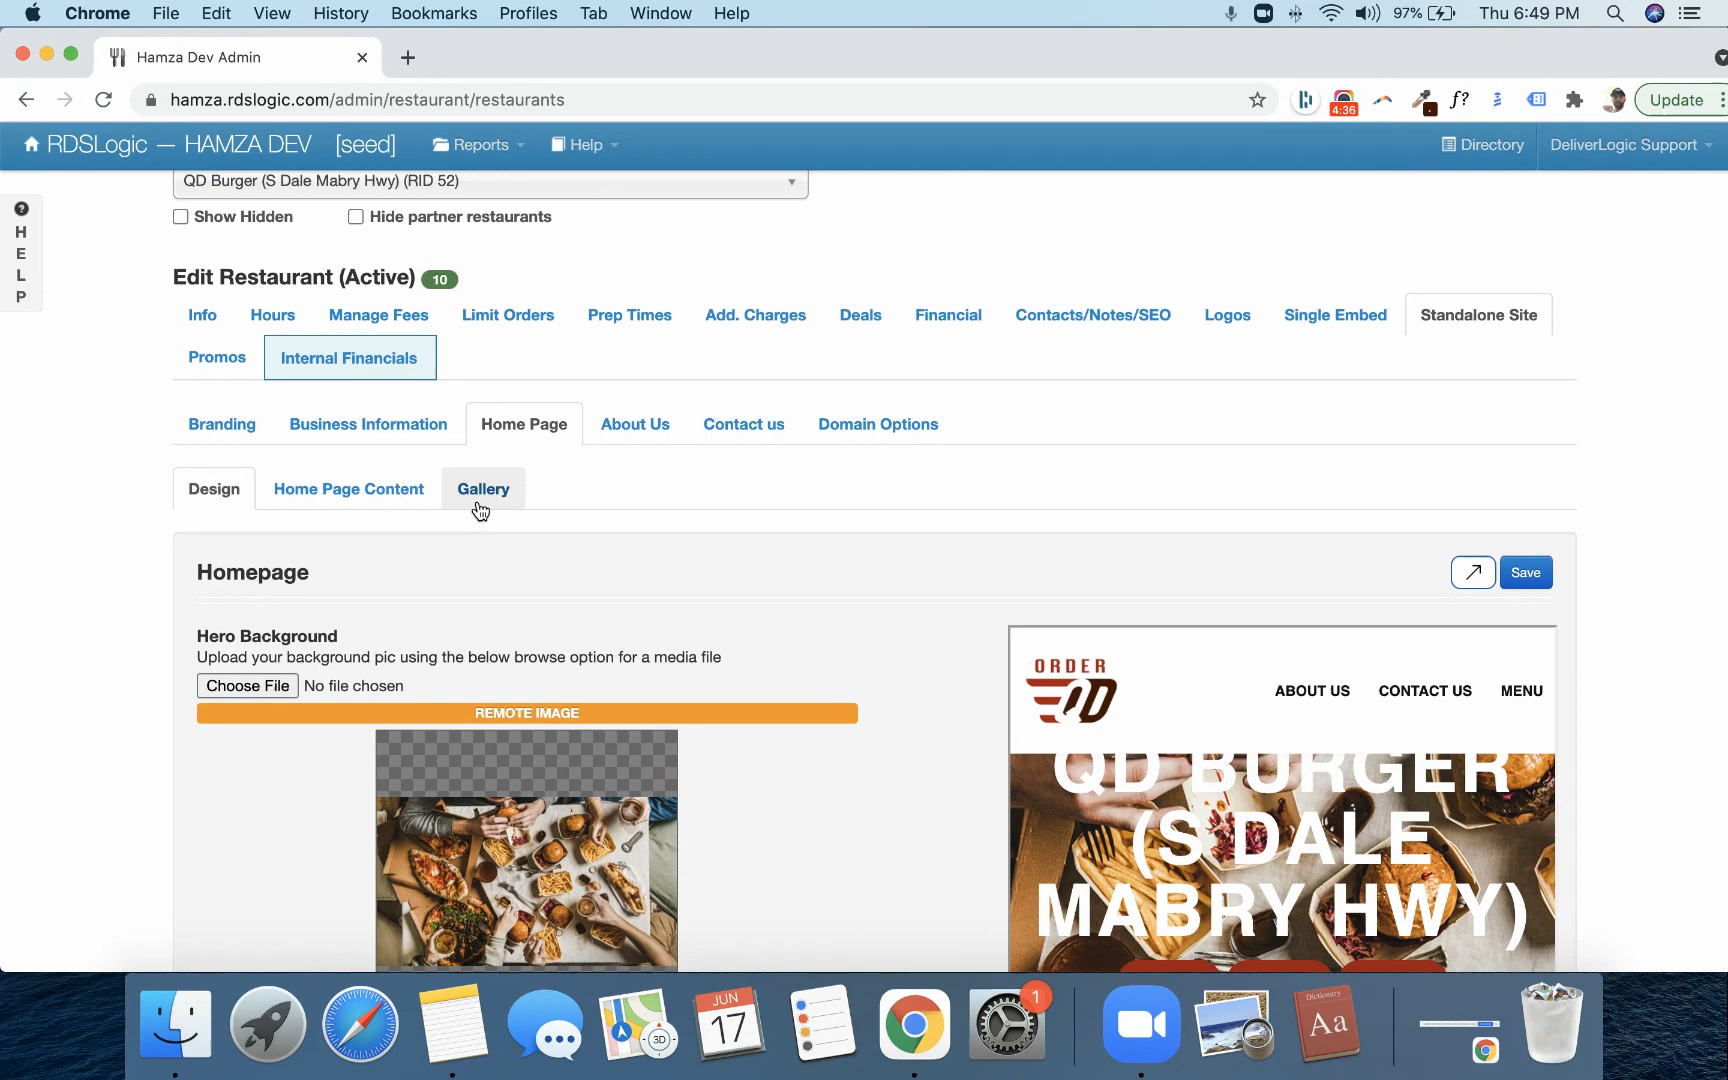 Chrome File Edit View History Bookmarks Profiles Tab Window Help 97% Thu 6:49 PM
Hamza Dev Admin
hamza.rdslogic.com/admin/restaurant/restaurants 4:36 f? Update
RDSLogic — HAMZA DEV [seed] Reports Help Directory DeliverLogic Support
QD Burger (S Dale Mabry Hwy) (RID 52)
Show Hidden Hide partner restaurants
H
E
L
P
Edit Restaurant (Active) 10
Info Hours Manage Fees Limit Orders Prep Times Add. Charges Deals Financial Contacts/Notes/SEO Logos Single Embed Standalone Site
Promos Internal Financials
Branding Business Information Home Page About Us Contact us Domain Options
Design Home Page Content Gallery
Homepage Save
Hero Background
Upload your background pic using the below browse option for a media file
Choose File No file chosen
REMOTE IMAGE
ORDER
QD
ABOUT US CONTACT US MENU
QD BURGER
(S DALE
MABRY HWY)
JUN
17
3D
1
Dictionary
Aa